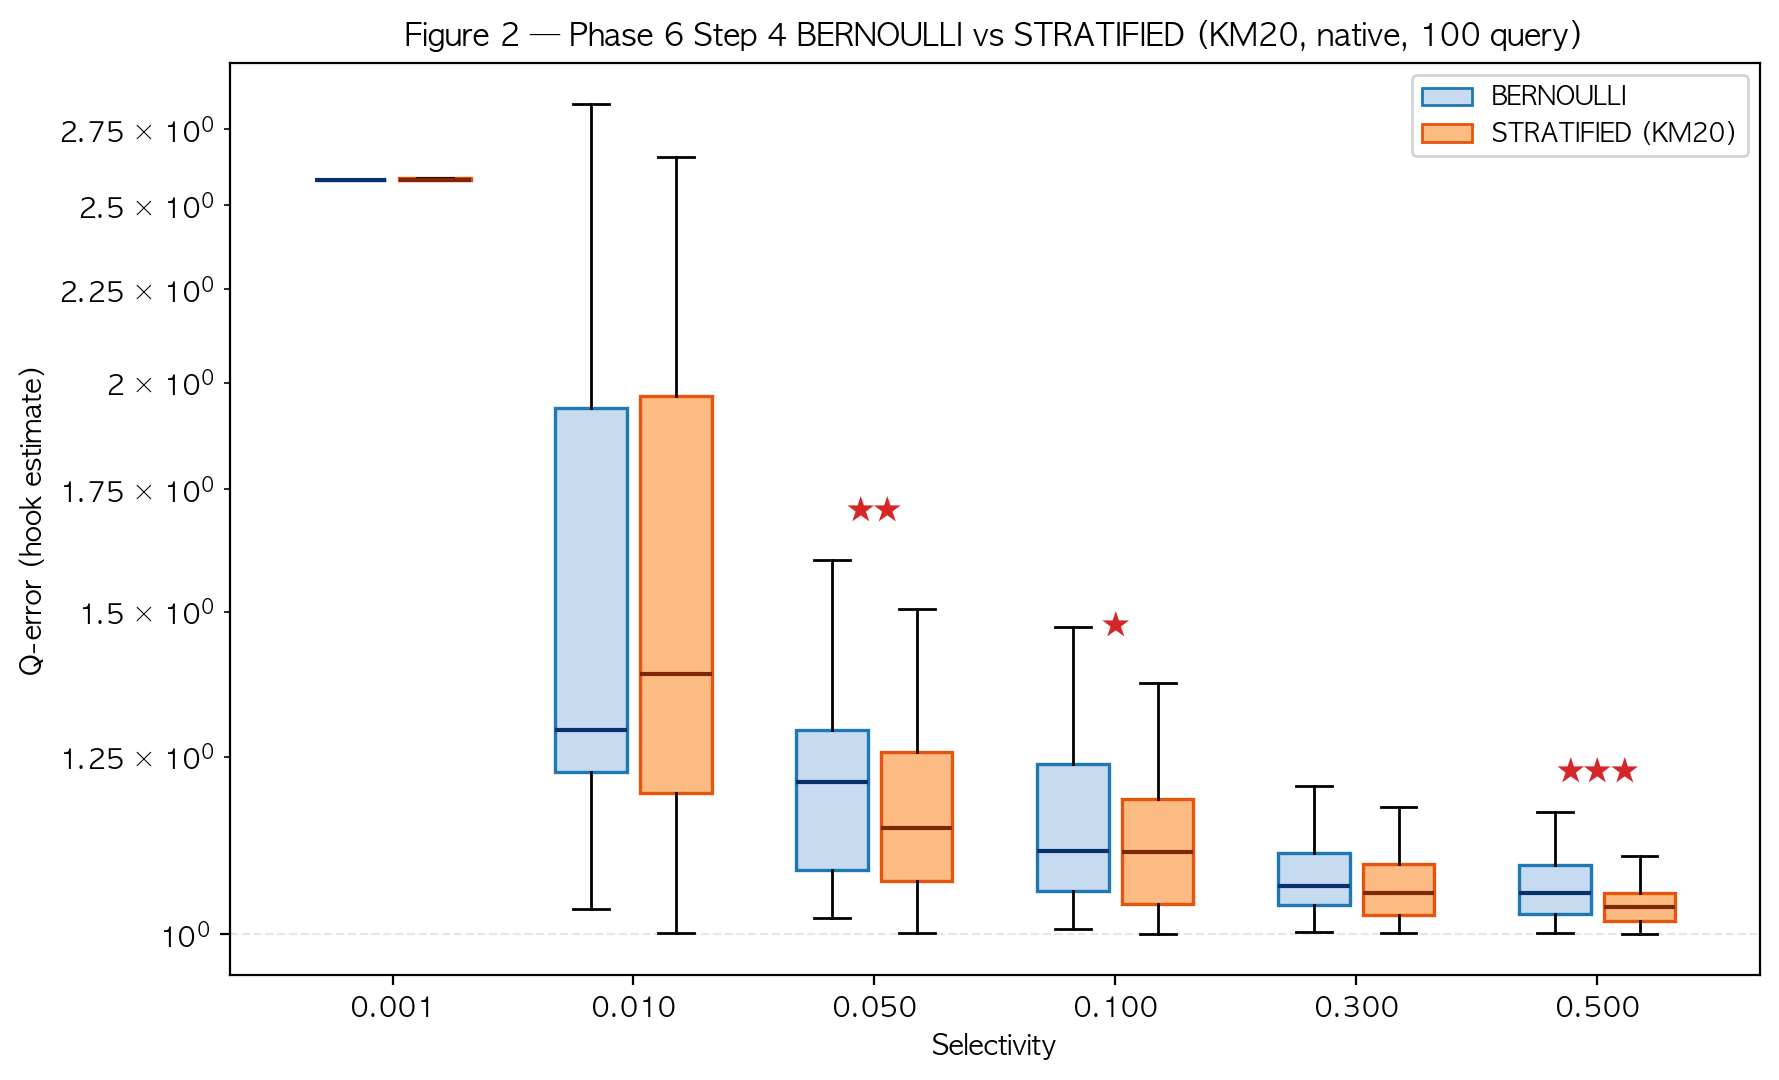 Figure 2 — Phase 6 Step 4 BERNOULLI vs STRATIFIED (KM20, native, 100 query)
BERNOULLI
STRATIFIED (KM20)
2.75 × 10⁰
2.5 × 10⁰
2.25 × 10⁰
2 × 10⁰
1.75 × 10⁰
1.5 × 10⁰
1.25 × 10⁰
10⁰
Q-error (hook estimate)
★★
★
★★★
0.001
0.010
0.050
0.100
0.300
0.500
Selectivity